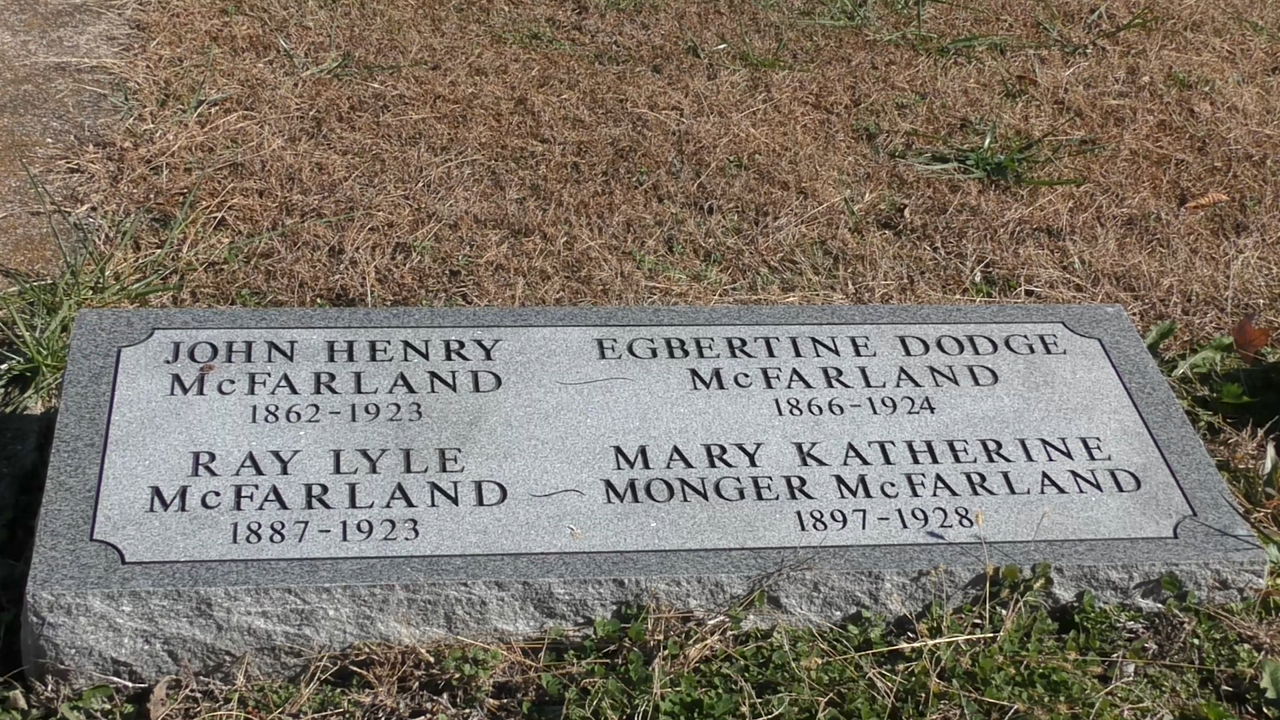 JOHN HENRY
McFARLAND
1862-1923
EGBERTINE DODGE
McFARLAND
1866-1924
RAY LYLE
McFARLAND
1887-1923
MARY KATHERINE
MONGER McFARLAND
1897-1928